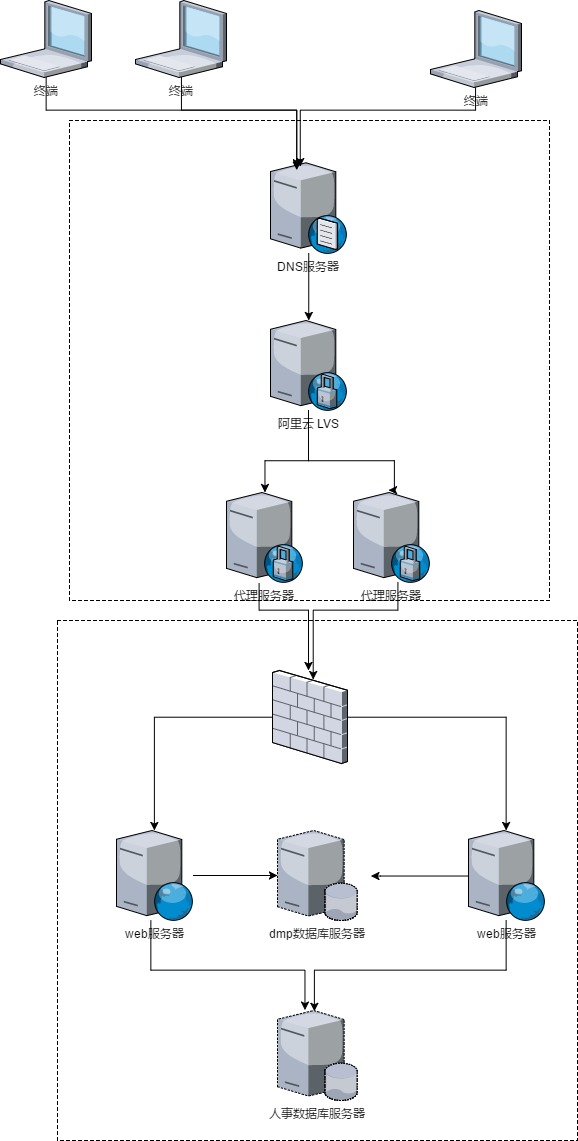 终端
终端
终端
DNS服务器
阿里云 LVS
代理服务器
代理服务器
web服务器
dmp数据库服务器
web服务器
人事数据库服务器